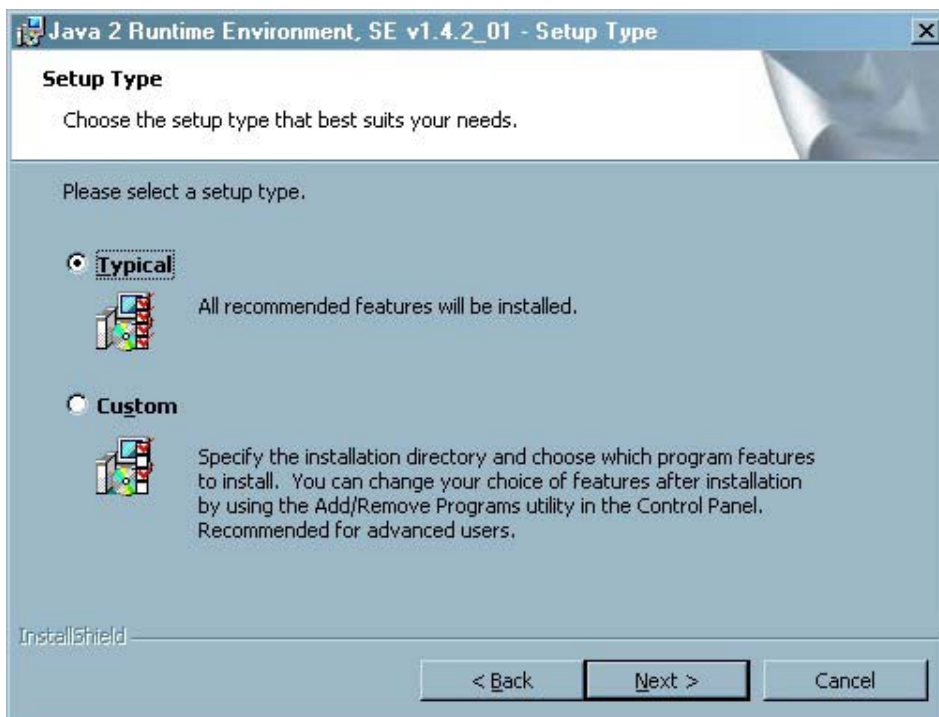 Java 2 Runtime Environment, SE v1.4.2_01 - Setup Type
Setup Type
Choose the setup type that best suits your needs.
Please select a setup type.
Typical
All recommended features will be installed.
Custom
Specify the installation directory and choose which program features
to install. You can change your choice of features after installation
by using the Add/Remove Programs utility in the Control Panel.
Recommended for advanced users.
InstallShield
< Back
Next >
Cancel